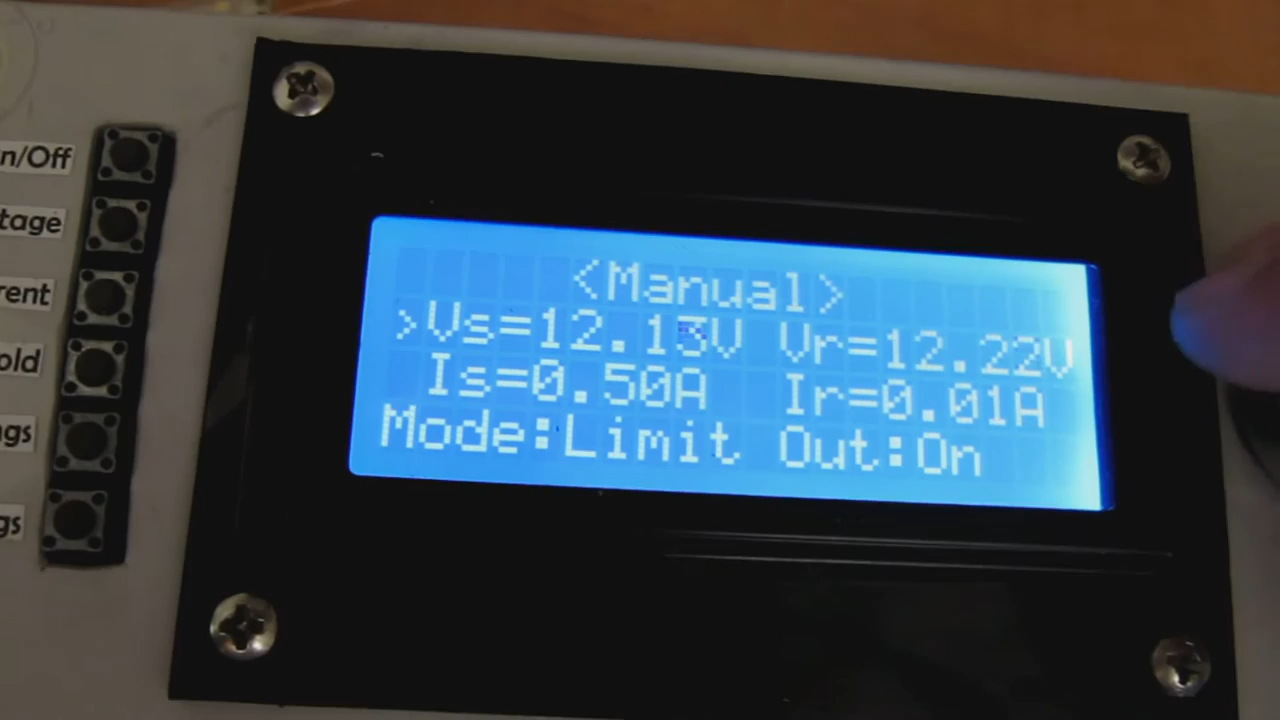 n/Off
tage
rent
old
ngs
gs
<Manual>
>Vs=12.13V Vr=12.22V
Is=0.50A Ir=0.01A
Mode:Limit Out:On